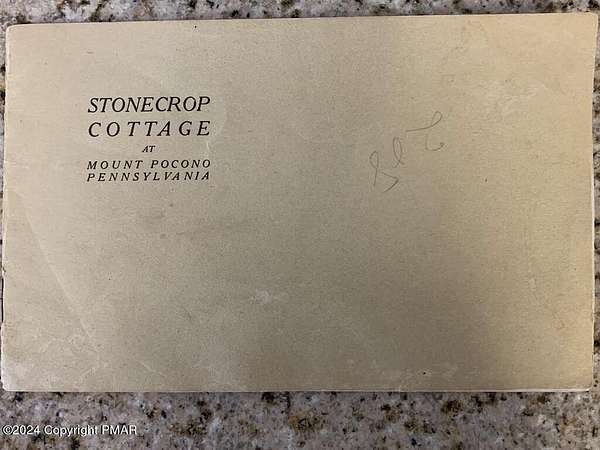 STONECROP
COTTAGE
AT
MOUNT POCONO
PENNSYLVANIA
©2024 Copyright PMAR